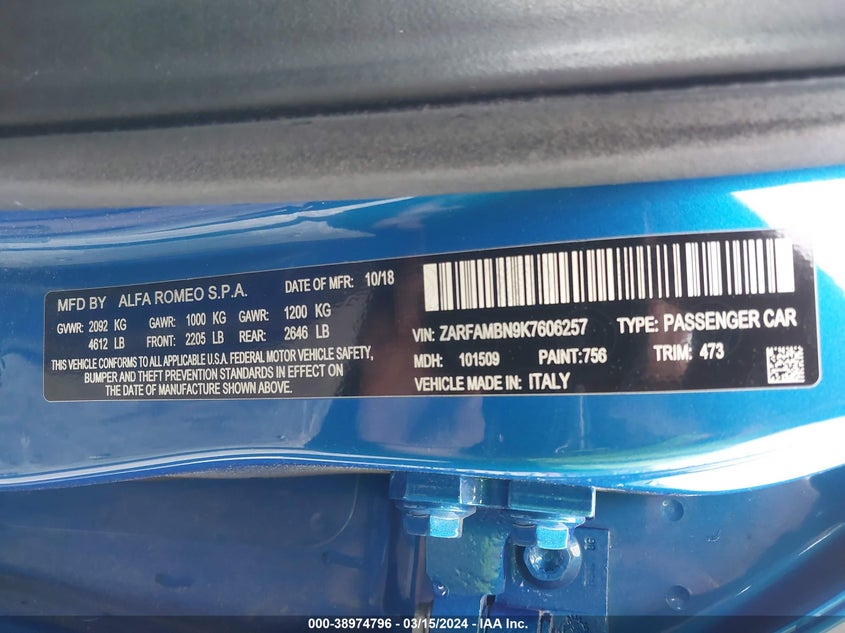 MFD BY ALFA ROMEO S.P.A. DATE OF MFR: 10/18
GVWR: 2092 KG GAWR: 1000 KG GAWR: 1200 KG
4612 LB FRONT: 2205 LB REAR: 2646 LB
THIS VEHICLE CONFORMS TO ALL APPLICABLE U.S.A. FEDERAL MOTOR VEHICLE SAFETY,
BUMPER AND THEFT PREVENTION STANDARDS IN EFFECT ON
THE DATE OF MANUFACTURE SHOWN ABOVE.
VIN: ZARFAMBN9K7606257 TYPE: PASSENGER CAR
MDH: 101509 PAINT:756 TRIM: 473
VEHICLE MADE IN: ITALY
000-38974796 - 03/15/2024 - IAA Inc.